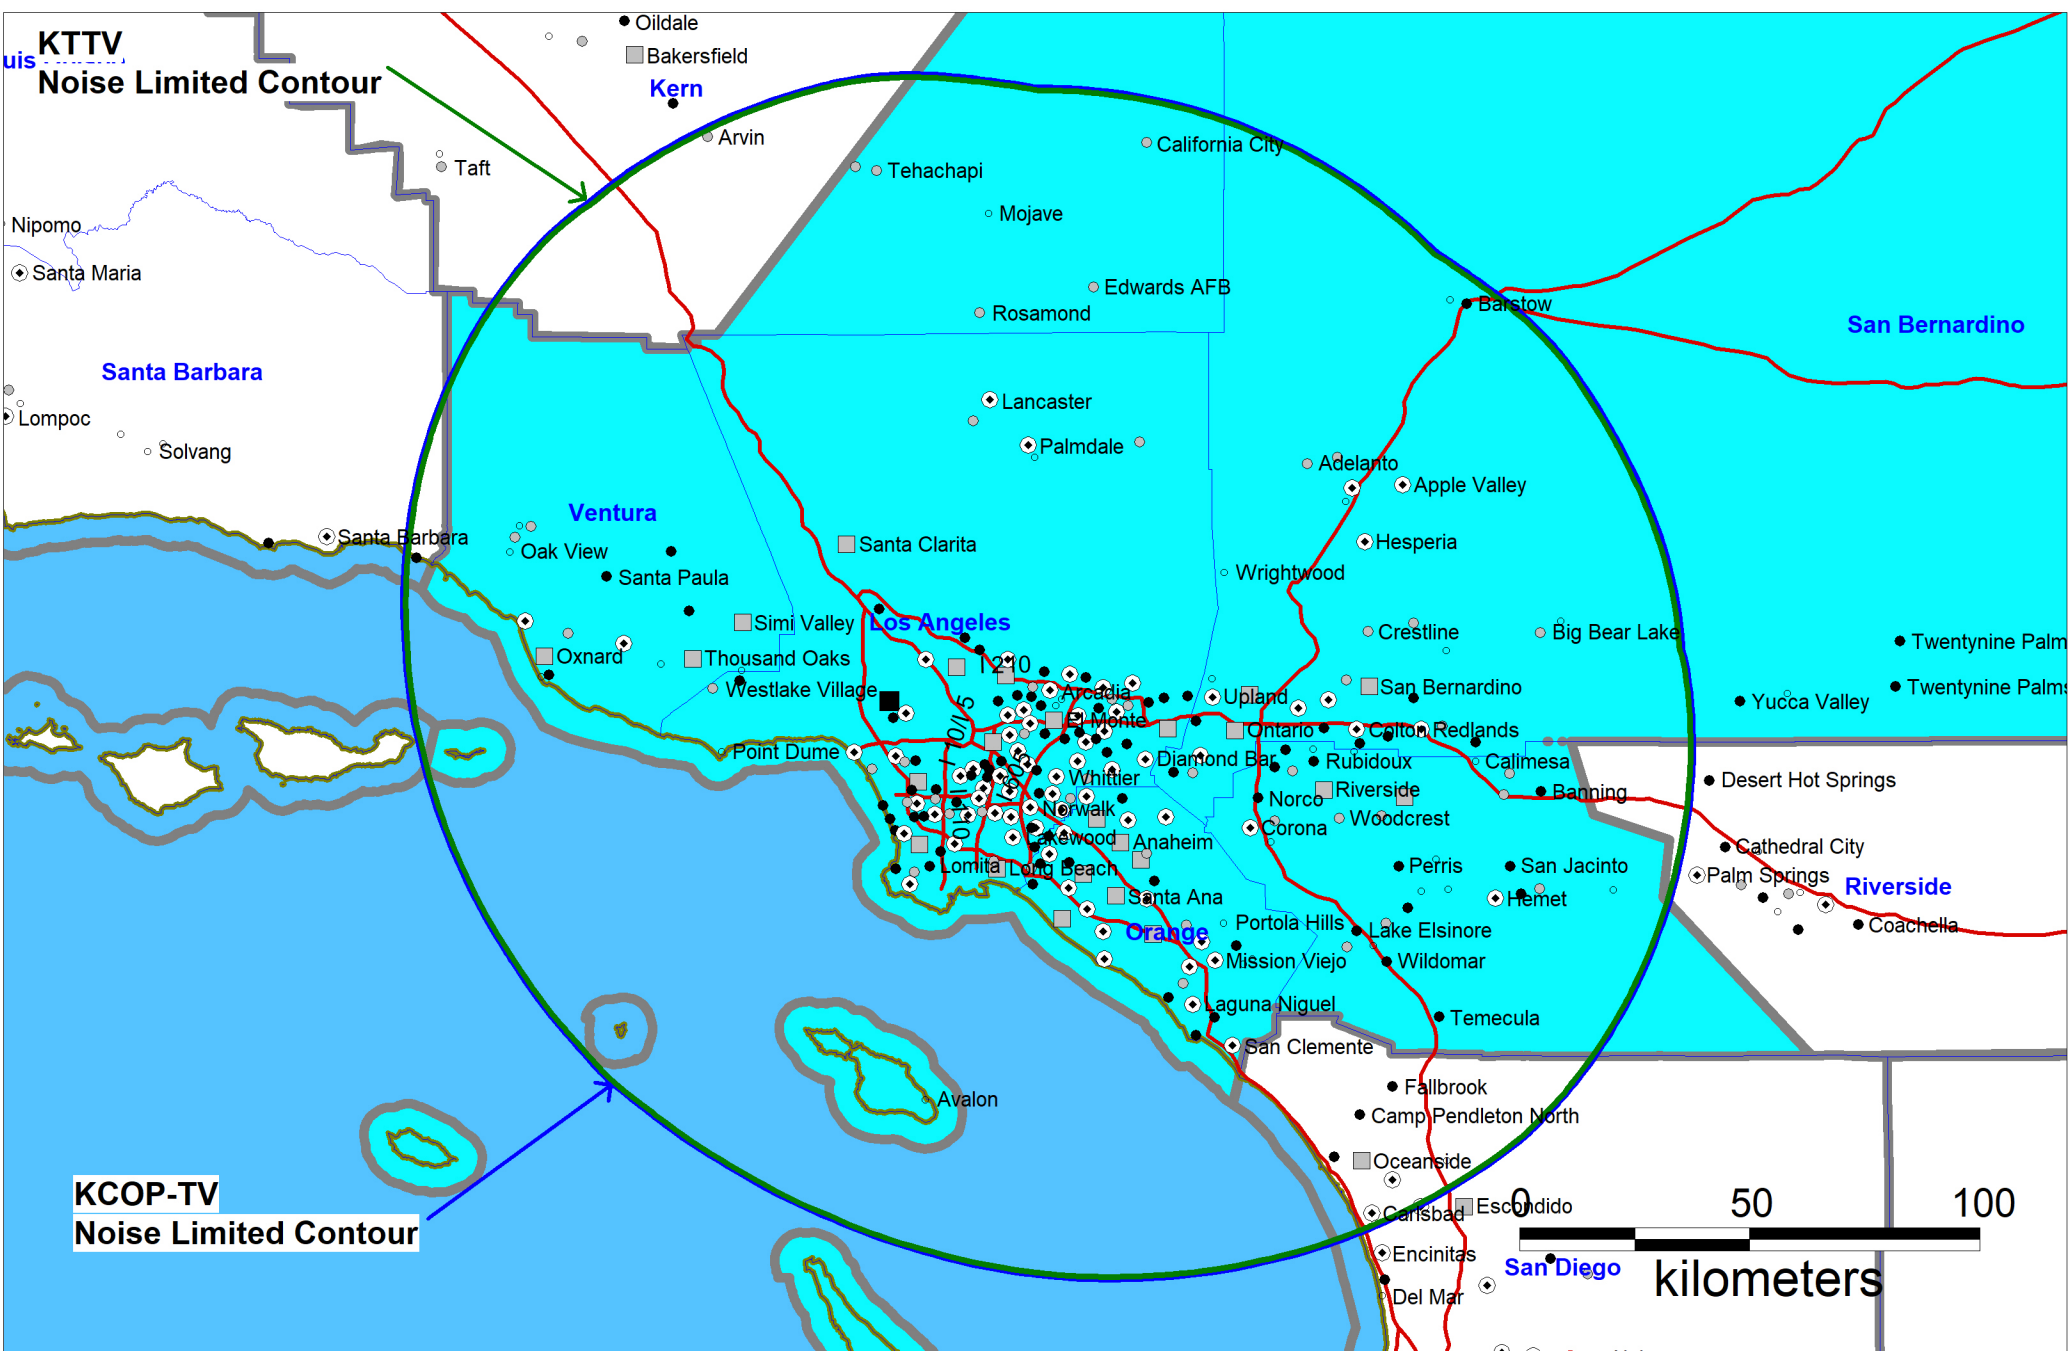 Oildale
KTTV
uis
Bakersfield
Noise Limited Contour
Kern
Arvin
California City
Taft
Tehachapi
Mojave
Nipomo
Santa Maria
Edwards AFB
Barstow
Rosamond
San Bernardino
Santa Barbara
Lancaster
Lompoc
Palmdale
Solvang
Adelanto
Apple Valley
Ventura
Santa Barbara
Hesperia
Santa Clarita
Oak View
Wrightwood
Santa Paula
Simi Valley
Los Angeles
Crestline
Big Bear Lake
Twentynine Palm
Oxnard
Thousand Oaks
I 210
Westlake Village
Arcadia
Upland
San Bernardino
Twentynine Palms
Yucca Valley
El Monte
I 10/I 5
Ontario
Colton
Redlands
Point Dume
Diamond Bar
Rubidoux
Calimesa
Whittier
I 605
Desert Hot Springs
Riverside
Banning
Norco
Norwalk
Woodcrest
Corona
Lakewood
Anaheim
Cathedral City
Lomita
Long Beach
Perris
San Jacinto
Palm Springs
Riverside
Santa Ana
Hemet
Portola Hills
Coachella
Orange
Lake Elsinore
Mission Viejo
Wildomar
Laguna Niguel
Temecula
San Clemente
Fallbrook
Avalon
Camp Pendleton North
Oceanside
KCOP-TV
Noise Limited Contour
0 50 100
Escondido
Carlsbad
Encinitas
San Diego
kilometers
Del Mar